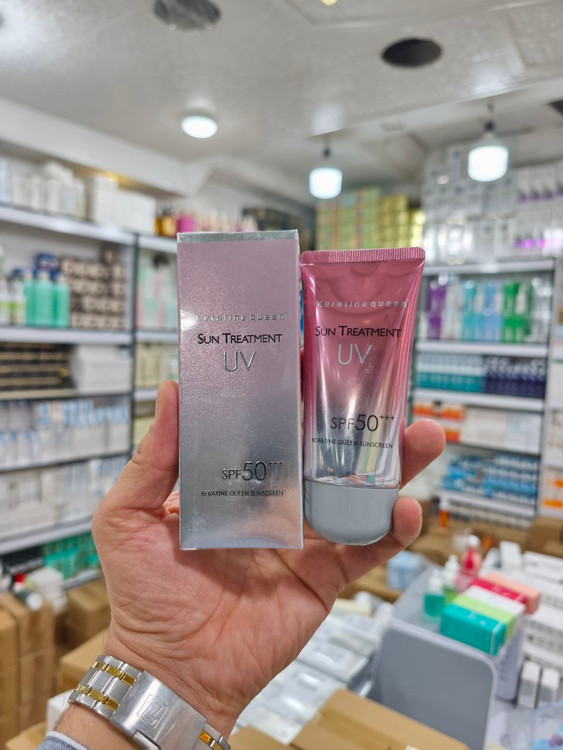 Keratine queen
SUN TREATMENT
UV
SPF50+++
KERATINE QUEEN SUNSCREEN
Keratine queen
SUN TREATMENT
UV
SPF50+++
KERATINE QUEEN SUNSCREEN